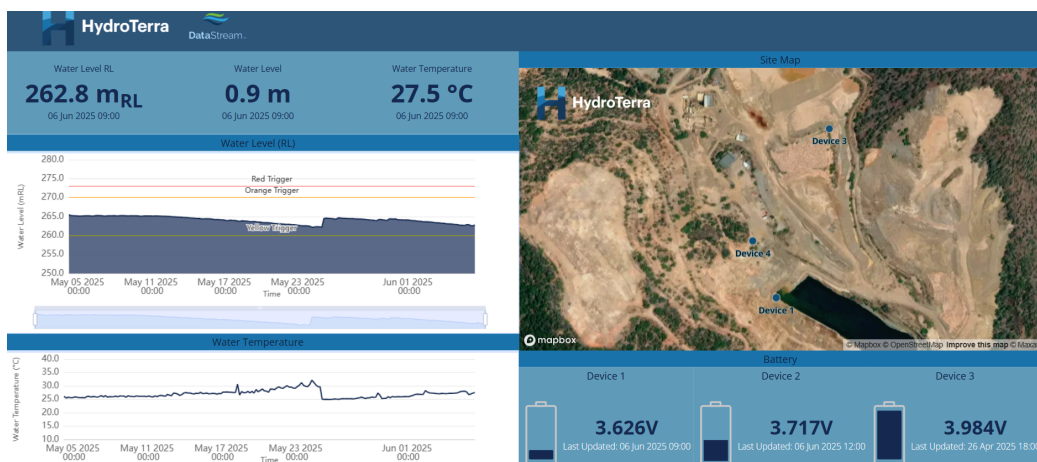 HydroTerra
DataStream
Water Level RL
262.8 mRL
06 Jun 2025 09:00
Water Level
0.9 m
06 Jun 2025 09:00
Water Temperature
27.5 °C
06 Jun 2025 09:00
Water Level (RL)
Water Level (mRL)
280.0
275.0
270.0
265.0
260.0
255.0
250.0
Red Trigger
Orange Trigger
Yellow Trigger
May 05 2025
00:00
May 11 2025
00:00
May 17 2025
00:00
May 23 2025
00:00
Jun 01 2025
00:00
Time
Water Temperature
Water Temperature (°C)
40.0
35.0
30.0
25.0
20.0
15.0
10.0
May 05 2025
00:00
May 11 2025
00:00
May 17 2025
00:00
May 23 2025
00:00
Jun 01 2025
00:00
Time
Site Map
HydroTerra
Device 3
Device 4
Device 1
mapbox
© Mapbox © OpenStreetMap Improve this map © Maxa
Battery
Device 1
3.626V
Last Updated: 06 Jun 2025 09:00
Device 2
3.717V
Last Updated: 06 Jun 2025 12:00
Device 3
3.984V
Last Updated: 26 Apr 2025 18:00